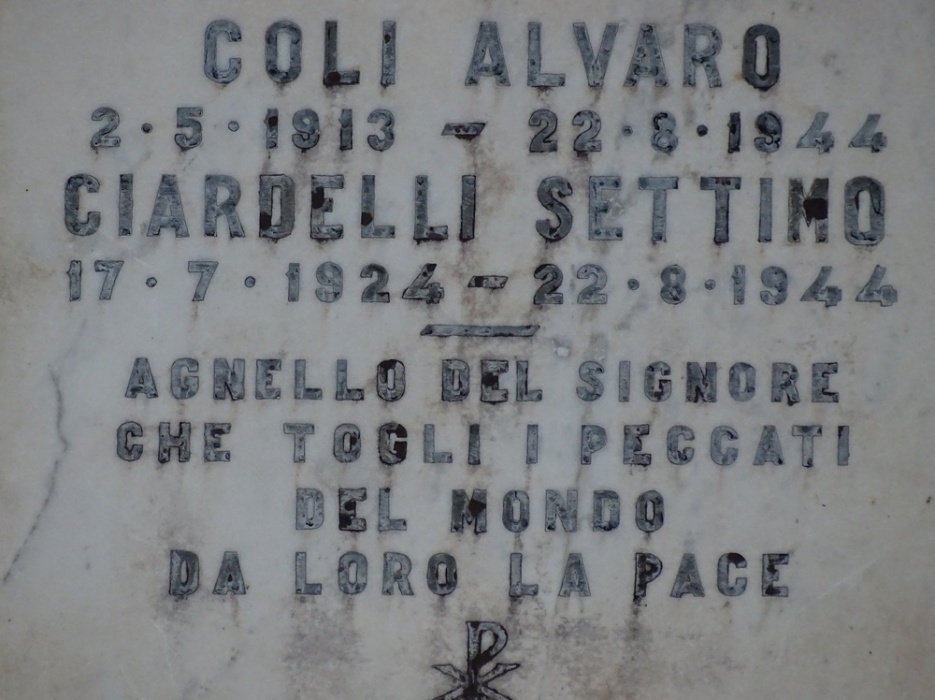 COLI ALVARO
2·5·1913 - 22·8·1944
CIARDELLI SETTIMO
17·7·1924 - 22·8·1944
AGNELLO DEL SIGNORE
CHE TOGLI I PECCATI
DEL MONDO
DA LORO LA PACE